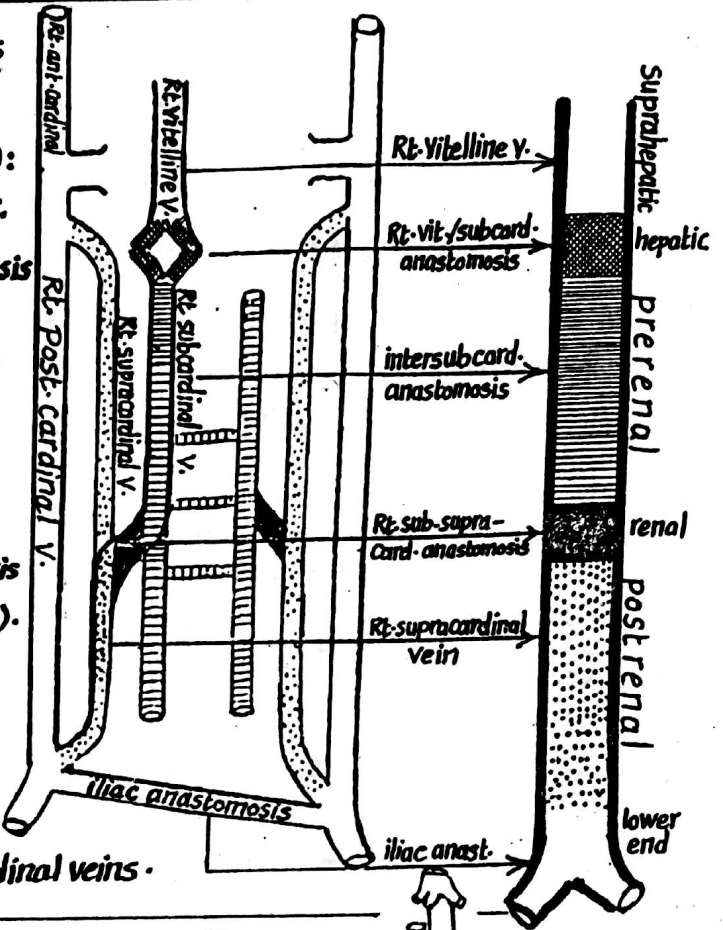 Rt. ant. cardinal
Rt. vitelline v.
Rt. Post. cardinal v.
Rt. supracardinal v.
Rt. subcardinal v.
iliac anastomosis
Rt. Vitelline v.
Rt. vit./subcard.
anastomosis
intersubcard.
anastomosis
Rt. sub-supra-
Card. anastomosis
Rt. supracardinal
vein
iliac anast.
Suprahepatic
hepatic
prerenal
renal
postrenal
lower
end
sis
is
).
):
dinal veins.